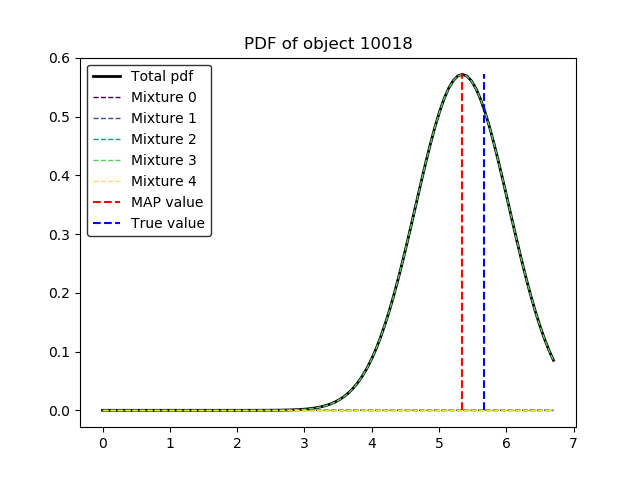 PDF of object 10018
Total pdf
Mixture 0
Mixture 1
Mixture 2
Mixture 3
Mixture 4
MAP value
True value
0.6
0.5
0.4
0.3
0.2
0.1
0.0
0 1 2 3 4 5 6 7